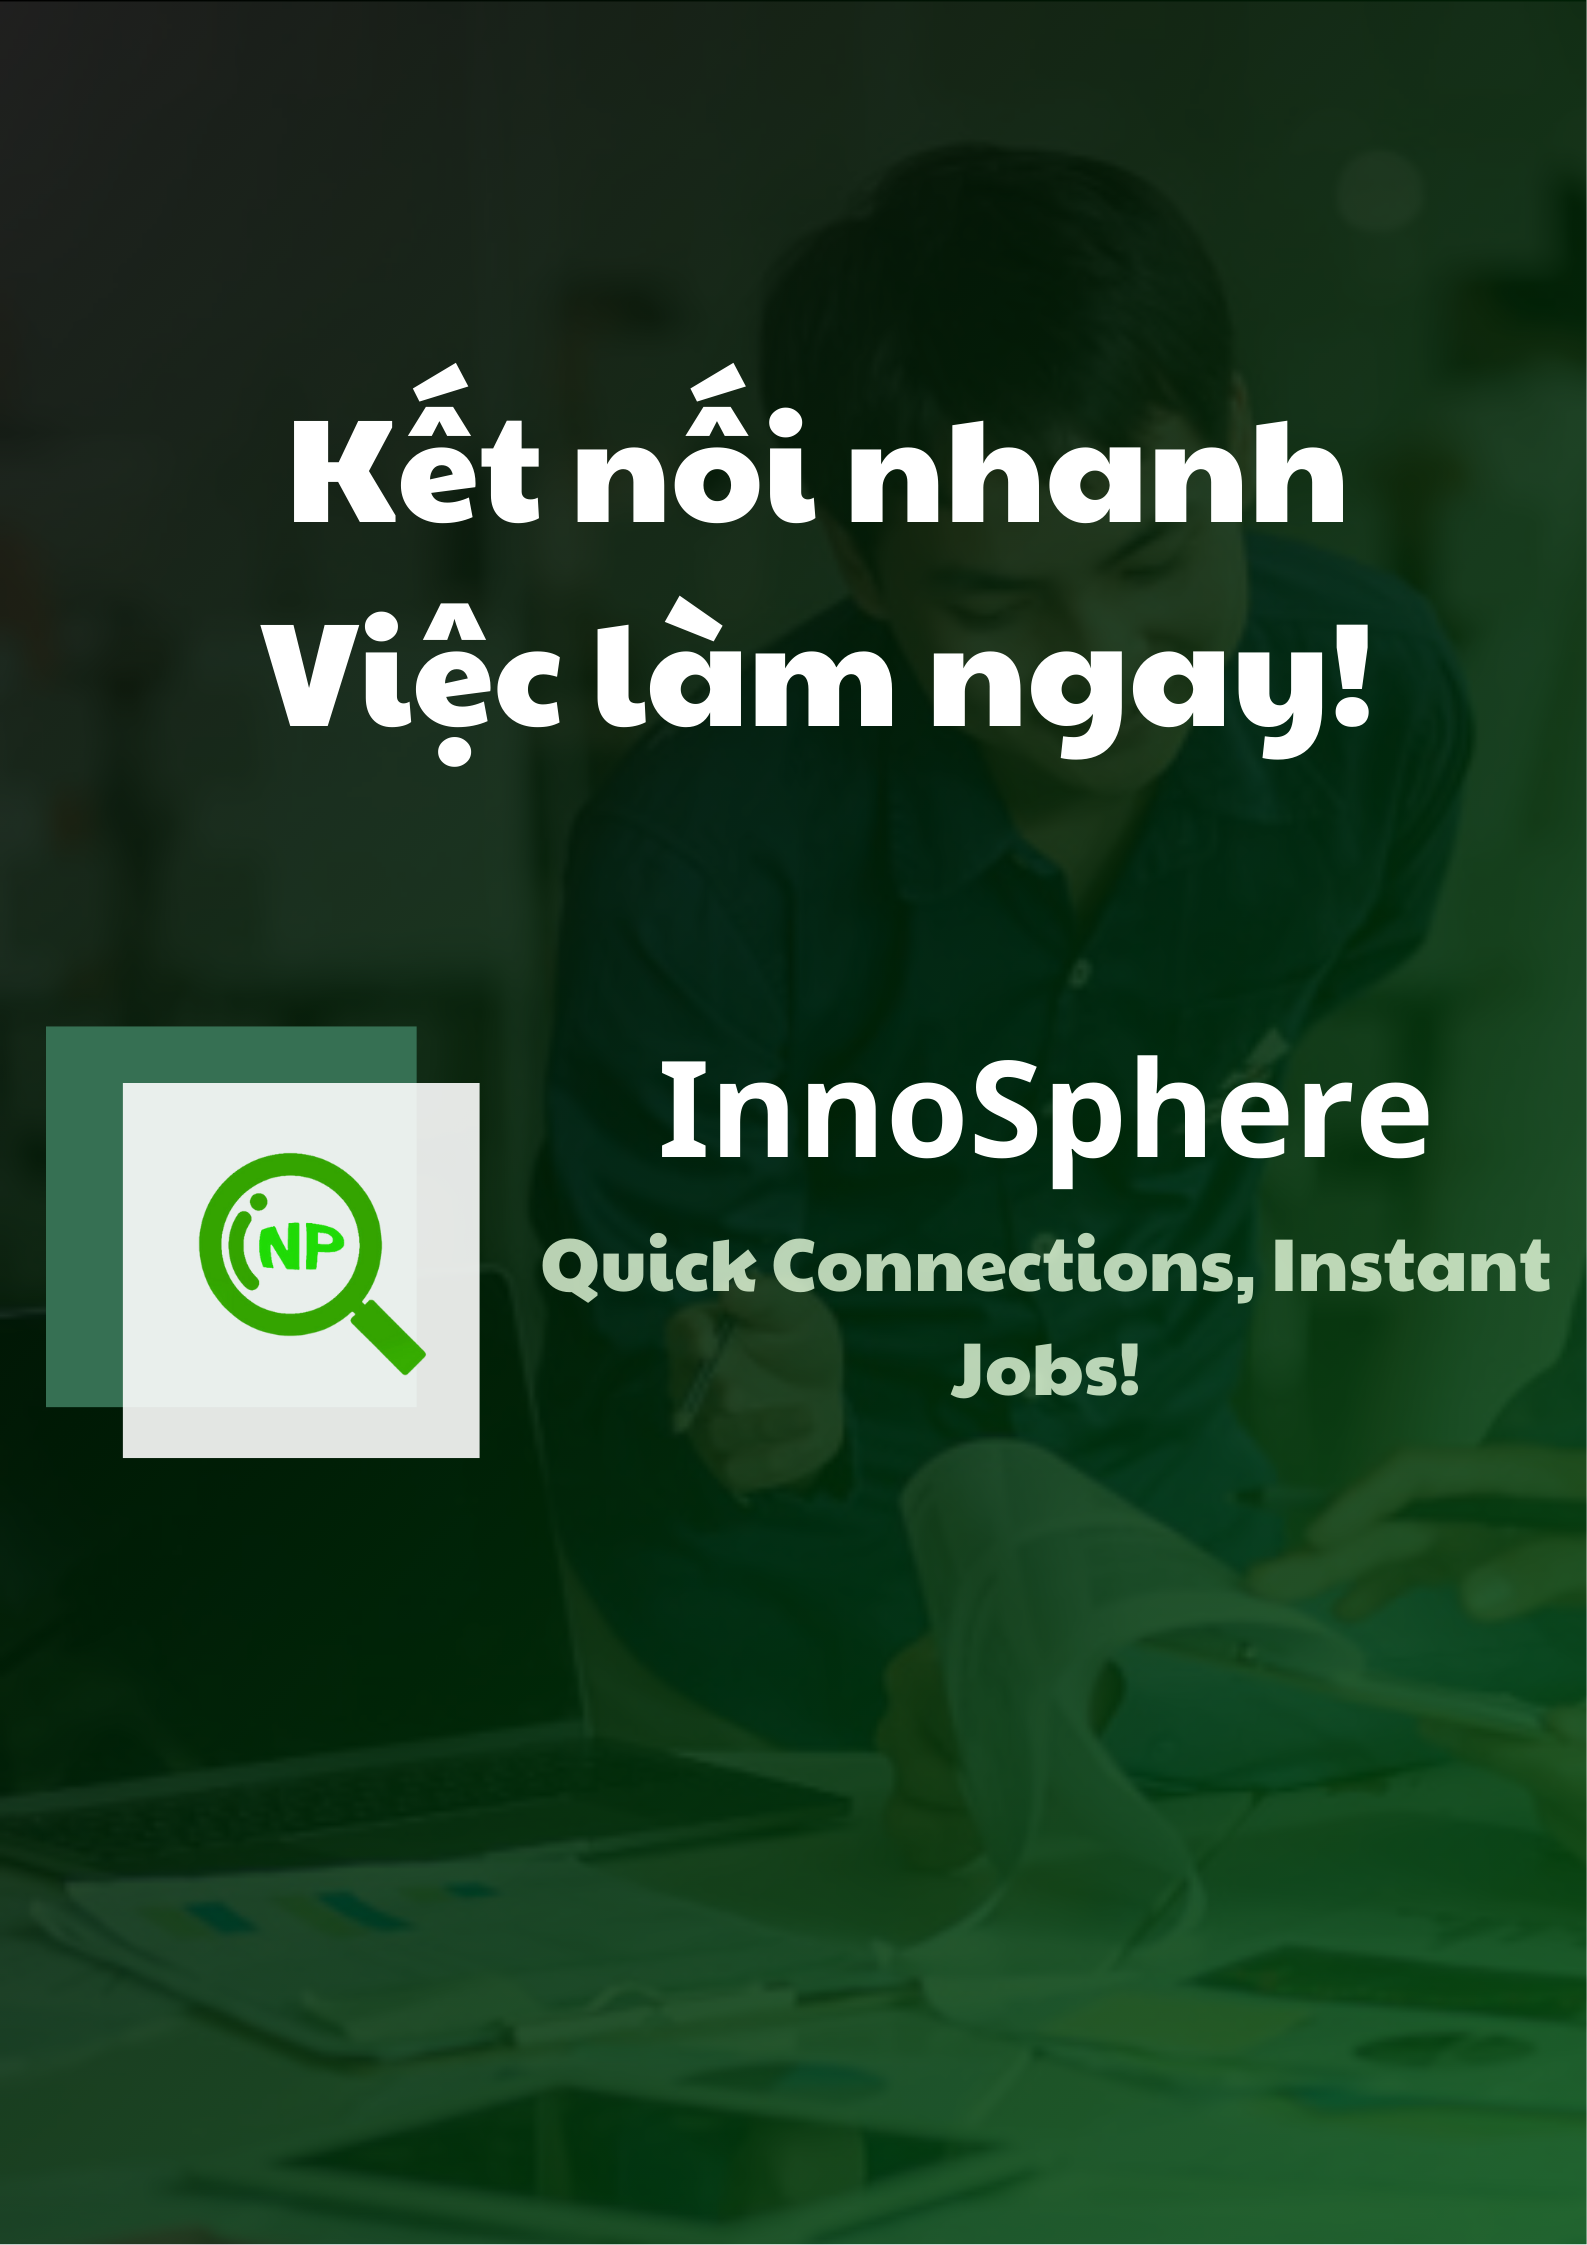 Kết nối nhanh
Việc làm ngay!
InnoSphere
NP
Quick Connections, Instant
Jobs!